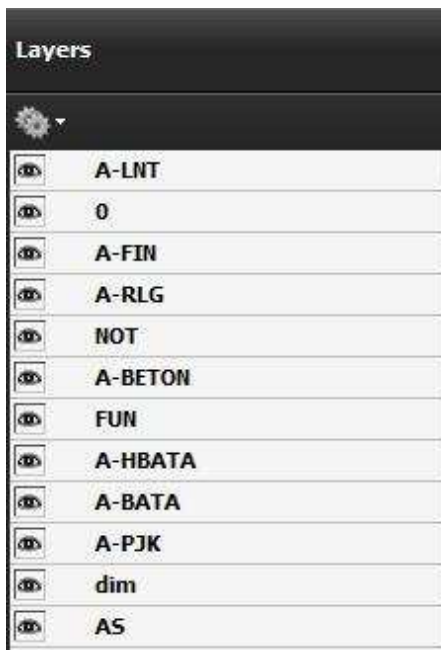 Layers
A-LNT
0
A-FIN
A-RLG
NOT
A-BETON
FUN
A-HBATA
A-BATA
A-PJK
dim
AS